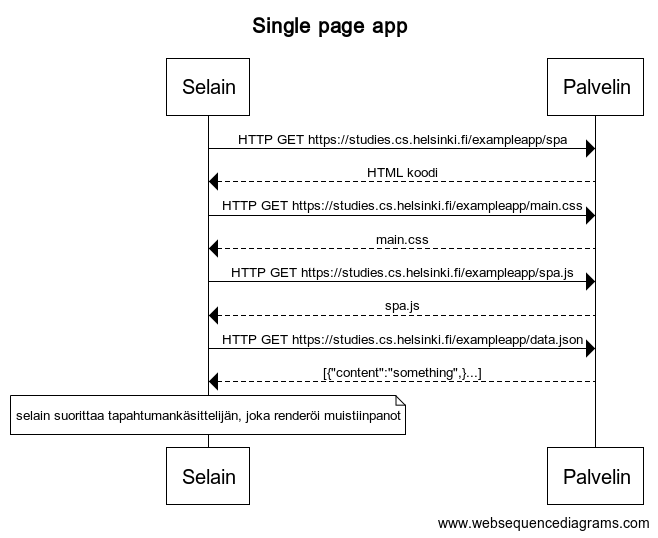 Single page app
Selain
Palvelin
HTTP GET https://studies.cs.helsinki.fi/exampleapp/spa
HTML koodi
HTTP GET https://studies.cs.helsinki.fi/exampleapp/main.css
main.css
HTTP GET https://studies.cs.helsinki.fi/exampleapp/spa.js
spa.js
HTTP GET https://studies.cs.helsinki.fi/exampleapp/data.json
[{"content":"something",}...]
selain suorittaa tapahtumankäsittelijän, joka renderöi muistiinpanot
Selain
Palvelin
www.websequencediagrams.com